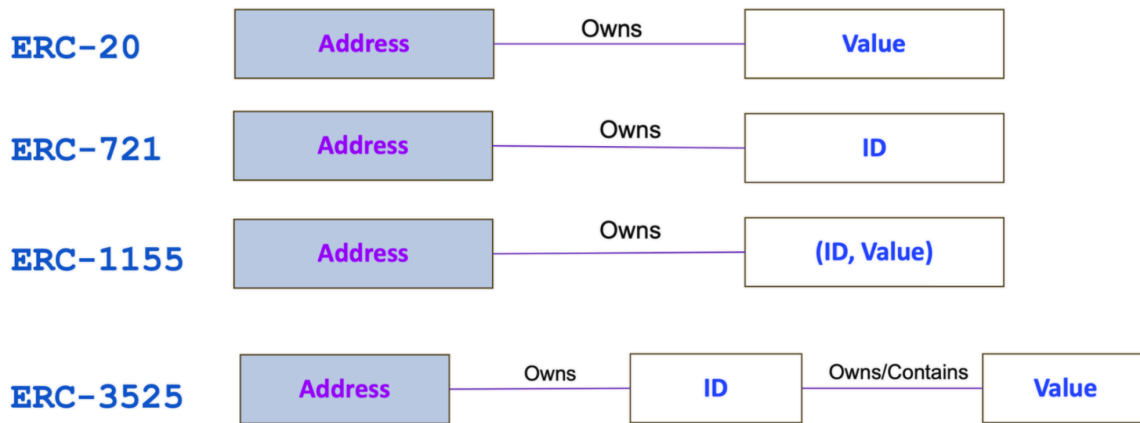 ERC-20 Address Owns Value
ERC-721 Address Owns ID
ERC-1155 Address Owns (ID, Value)
ERC-3525 Address Owns ID Owns/Contains Value